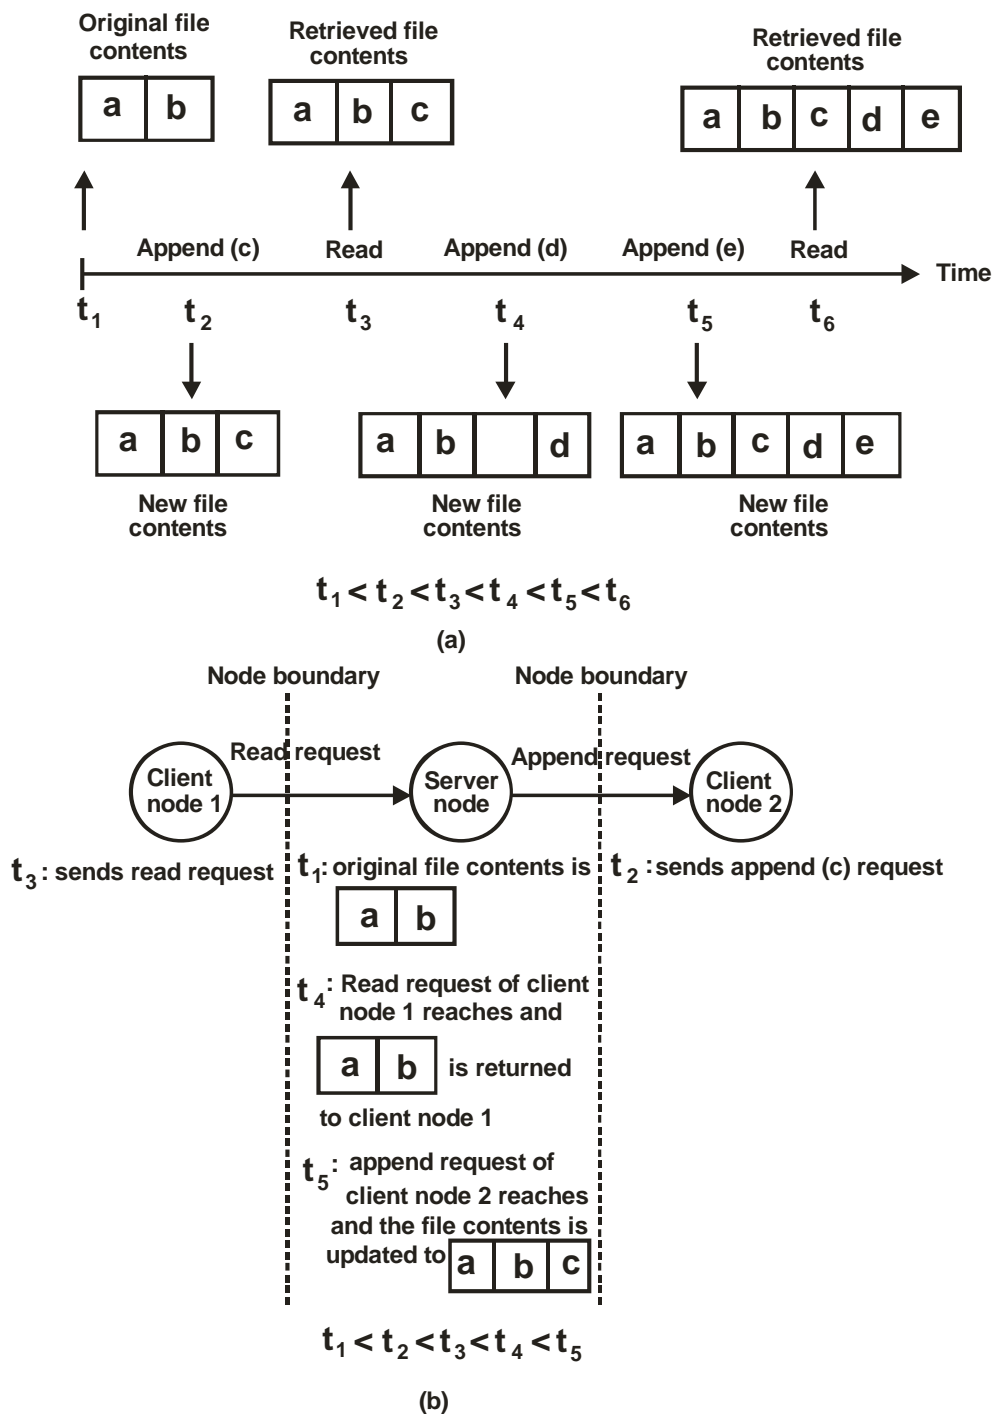 Original file
contents
a b
Retrieved file
contents
a b c
Retrieved file
contents
a b c d e
Append (c) Read Append (d) Append (e) Read
Time
t1 t2 t3 t4 t5 t6
a b c
New file
contents
a b d
New file
contents
a b c d e
New file
contents
t1 < t2 < t3 < t4 < t5 < t6
(a)
Node boundary
Node boundary
Read request
Append request
Client
node 1
Server
node
Client
node 2
t3 : sends read request
t1 : original file contents is
a b
t2 : sends append (c) request
t4 : Read request of client
node 1 reaches and
a b is returned
to client node 1
t5 : append request of
client node 2 reaches
and the file contents is
updated to a b c
t1 < t2 < t3 < t4 < t5
(b)